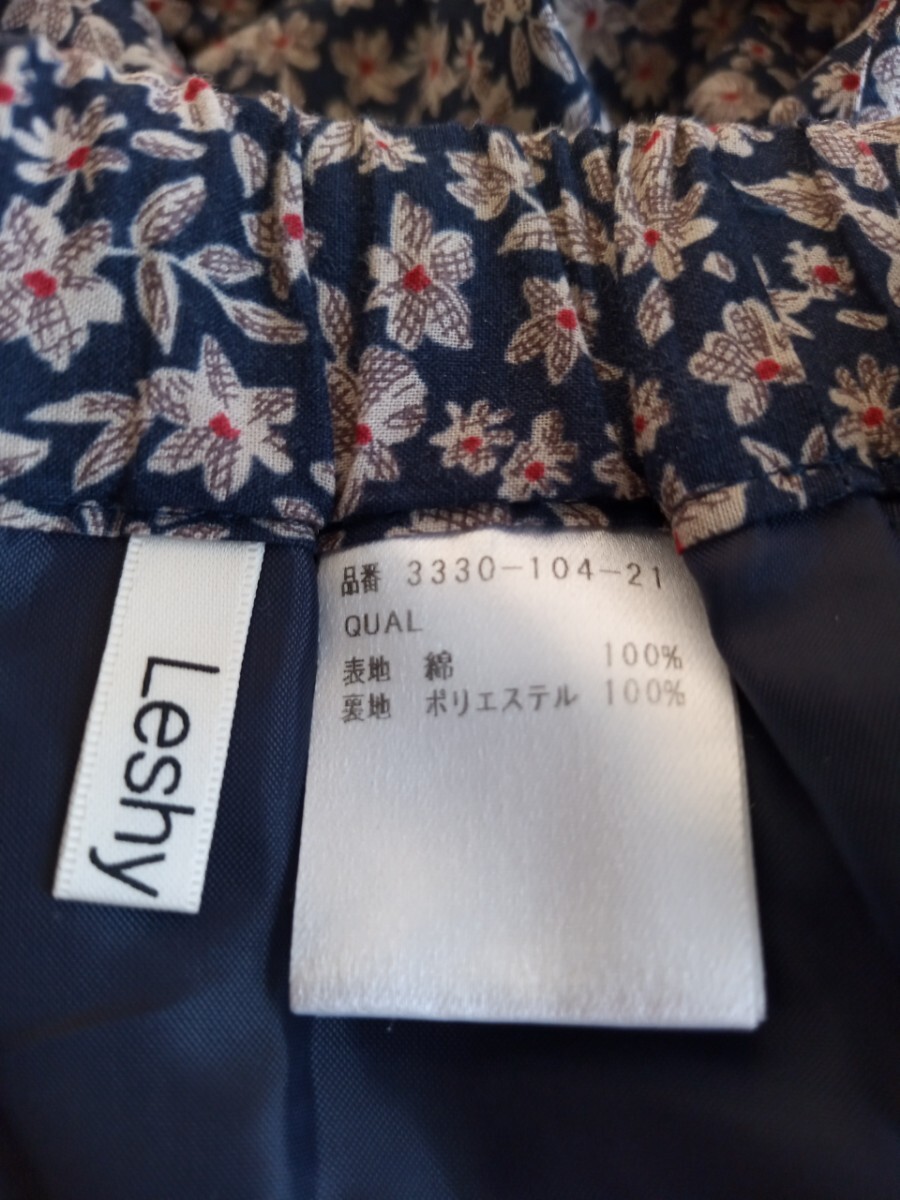 Leshy
品番 3330-104-21
QUAL
表地 綿 100%
裏地 ポリエステル 100%